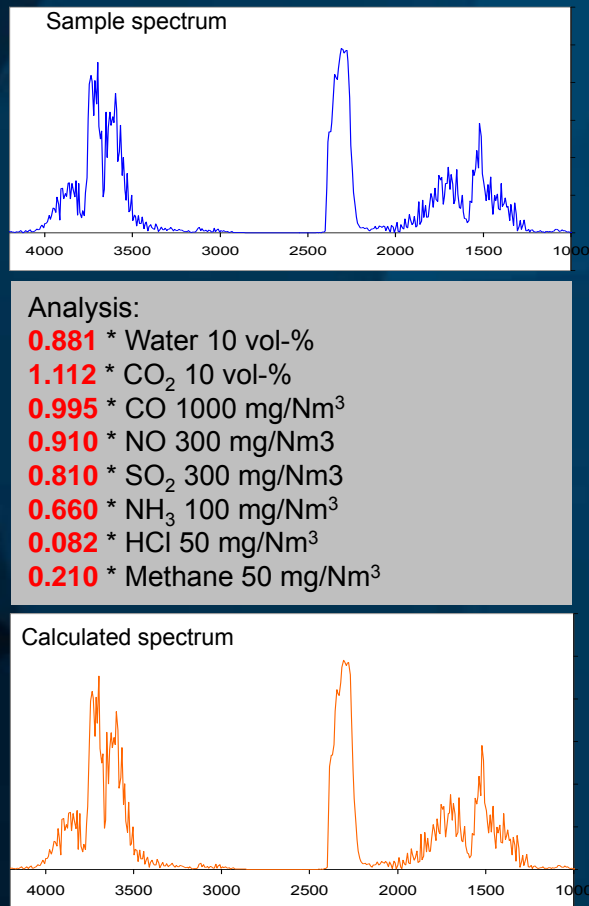 Sample spectrum
4000 3500 3000 2500 2000 1500 1000
Analysis:
0.881 * Water 10 vol-%
1.112 * CO₂ 10 vol-%
0.995 * CO 1000 mg/Nm³
0.910 * NO 300 mg/Nm3
0.810 * SO₂ 300 mg/Nm3
0.660 * NH₃ 100 mg/Nm³
0.082 * HCl 50 mg/Nm³
0.210 * Methane 50 mg/Nm³
Calculated spectrum
4000 3500 3000 2500 2000 1500 1000